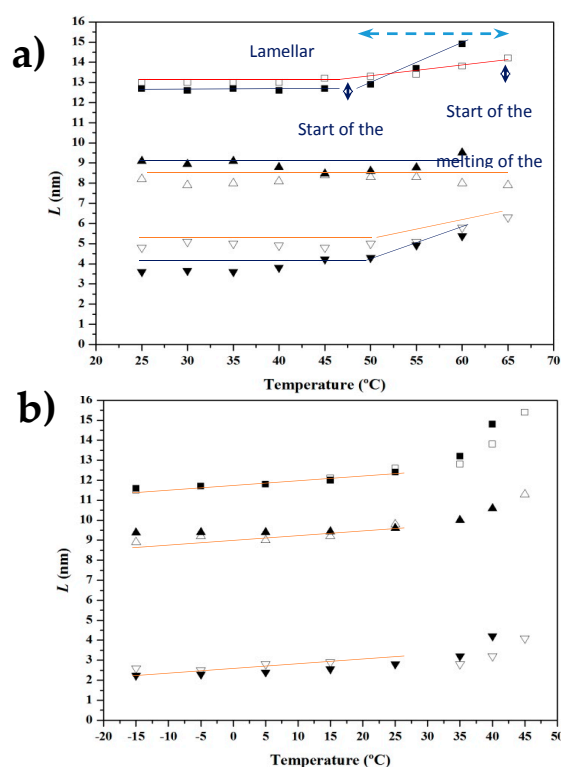 a)
16
15
14
13
12
11
10
9
8
7
6
5
4
3
2
1
0
L (nm)
Lamellar
Start of the
Start of the
melting of the
20 25 30 35 40 45 50 55 60 65 70
Temperature (ºC)
b)
16
15
14
13
12
11
10
9
8
7
6
5
4
3
2
1
0
L (nm)
-20 -15 -10 -5 0 5 10 15 20 25 30 35 40 45 50
Temperature (ºC)